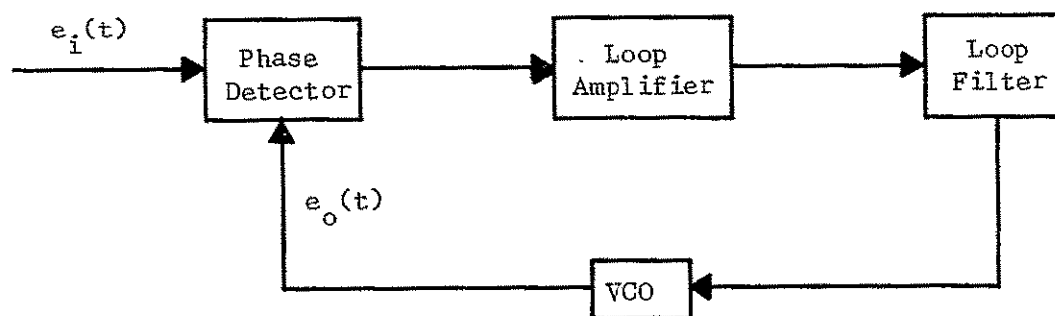 e_i(t)
Phase
Detector
Loop
Amplifier
Loop
Filter
e_o(t)
VCO